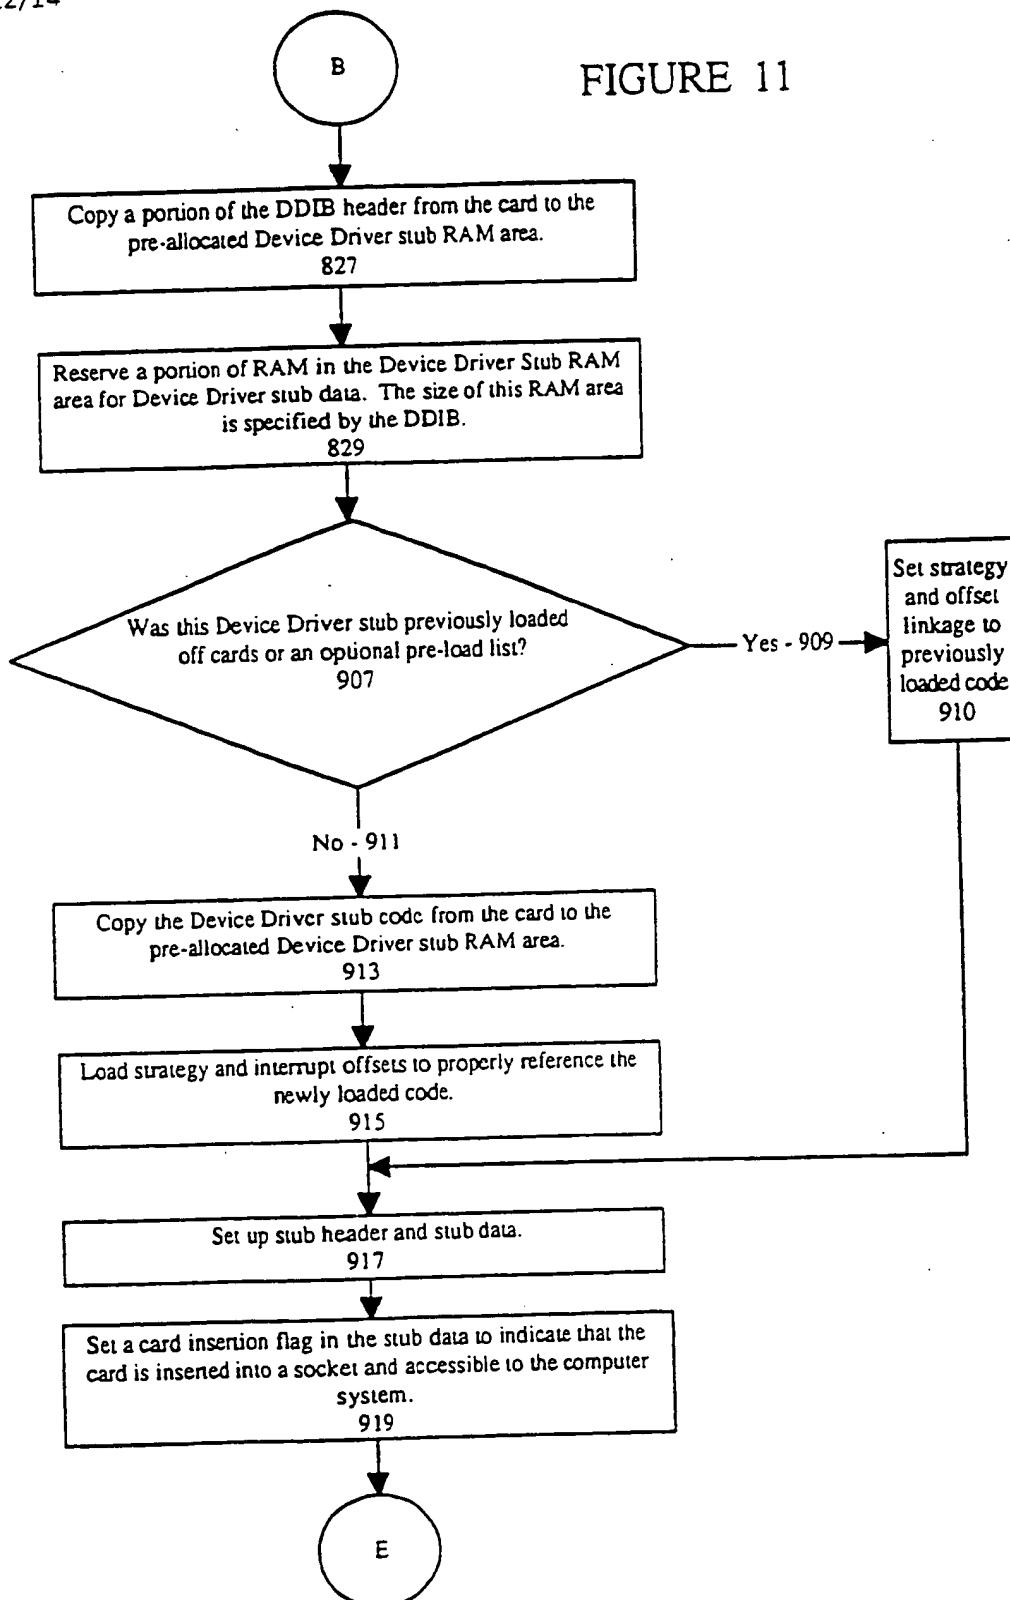 B
FIGURE 11
Copy a portion of the DDIB header from the card to the
pre-allocated Device Driver stub RAM area.
827
Reserve a portion of RAM in the Device Driver Stub RAM
area for Device Driver stub data. The size of this RAM area
is specified by the DDIB.
829
Was this Device Driver stub previously loaded
off cards or an optional pre-load list?
907
Yes - 909
Set strategy
and offset
linkage to
previously
loaded code
910
No - 911
Copy the Device Driver stub code from the card to the
pre-allocated Device Driver stub RAM area.
913
Load strategy and interrupt offsets to properly reference the
newly loaded code.
915
Set up stub header and stub data.
917
Set a card insertion flag in the stub data to indicate that the
card is inserted into a socket and accessible to the computer
system.
919
E